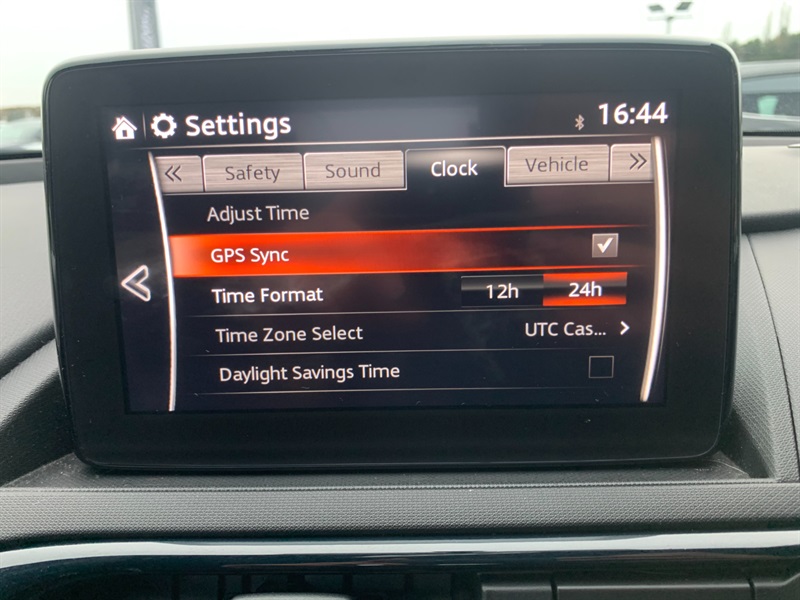 Settings 16:44
« Safety Sound Clock Vehicle »
Adjust Time
GPS Sync
Time Format 12h 24h
Time Zone Select UTC Cas... >
Daylight Savings Time